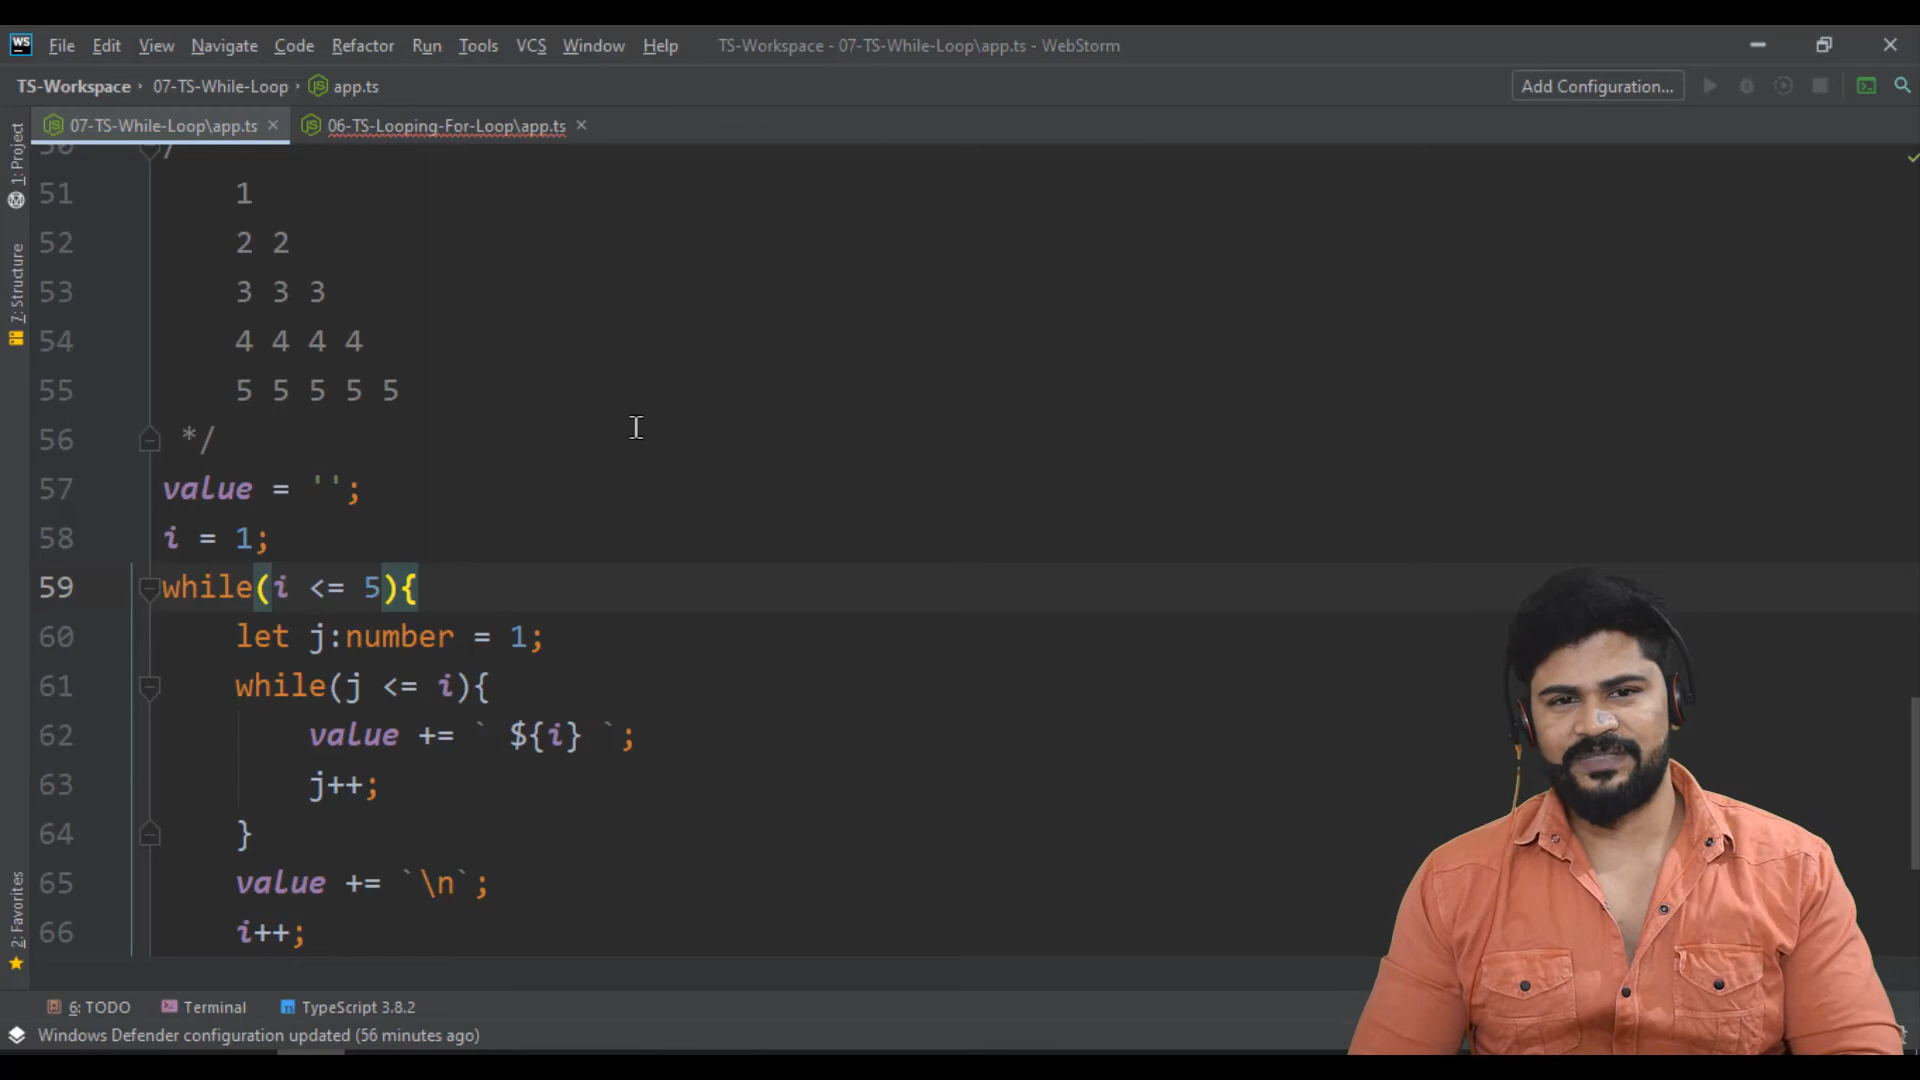 WS File Edit View Navigate Code Refactor Run Tools VCS Window Help TS-Workspace - 07-TS-While-Loop\app.ts - WebStorm
TS-Workspace 07-TS-While-Loop JS app.ts Add Configuration...
JS 07-TS-While-Loop\app.ts JS 06-TS-Looping-For-Loop\app.ts
1: Project
7: Structure
2: Favorites
51 1
52 2 2
53 3 3 3
54 4 4 4 4
55 5 5 5 5 5
56 */
57 value = '';
58 i = 1;
59 while(i <= 5){
60 let j:number = 1;
61 while(j <= i){
62 value += ` ${i} `;
63 j++;
64 }
65 value += `\n`;
66 i++;
6: TODO Terminal TypeScript 3.8.2
Windows Defender configuration updated (56 minutes ago)